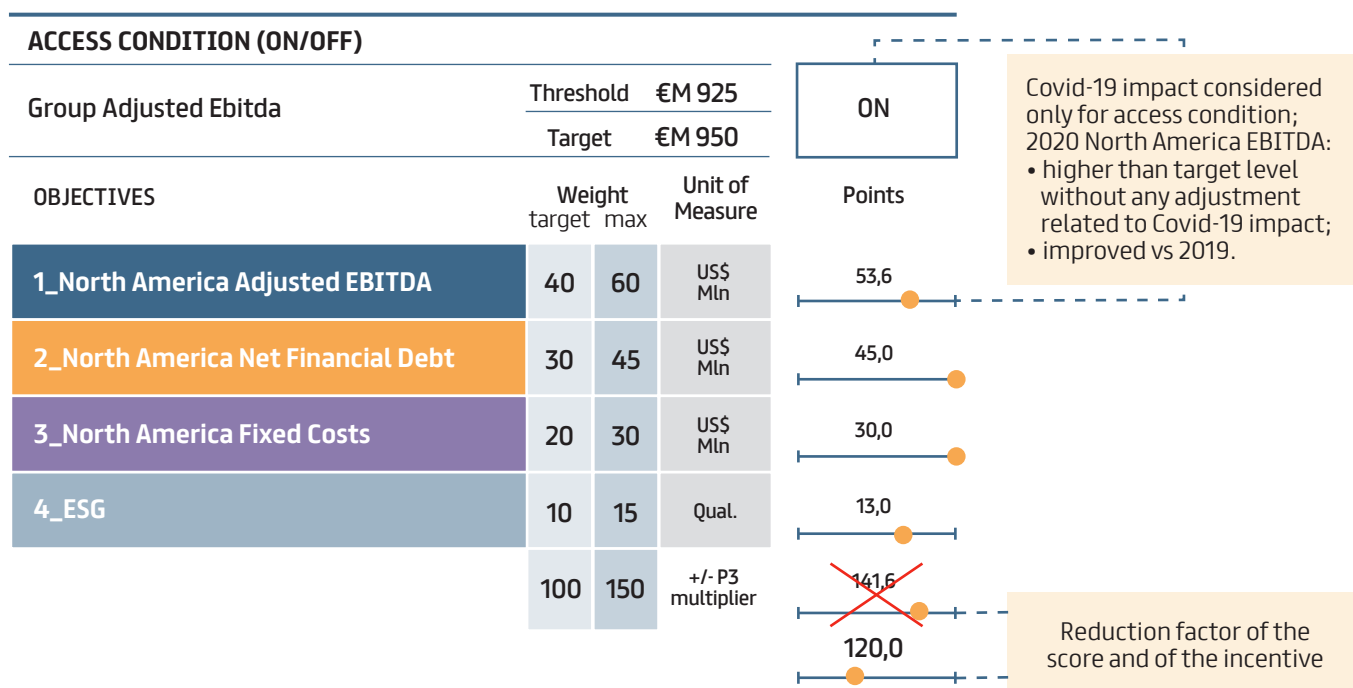 ACCESS CONDITION (ON/OFF)
Group Adjusted Ebitda
Threshold €M 925
Target €M 950
ON
Covid-19 impact considered
only for access condition;
2020 North America EBITDA:
• higher than target level
without any adjustment
related to Covid-19 impact;
• improved vs 2019.
OBJECTIVES
Weight
target max
Unit of
Measure
Points
1_North America Adjusted EBITDA
40 60
US$
Mln
53,6
2_North America Net Financial Debt
30 45
US$
Mln
45,0
3_North America Fixed Costs
20 30
US$
Mln
30,0
4_ESG
10 15
Qual.
13,0
100 150
+/- P3
multiplier
141,6
120,0
Reduction factor of the
score and of the incentive